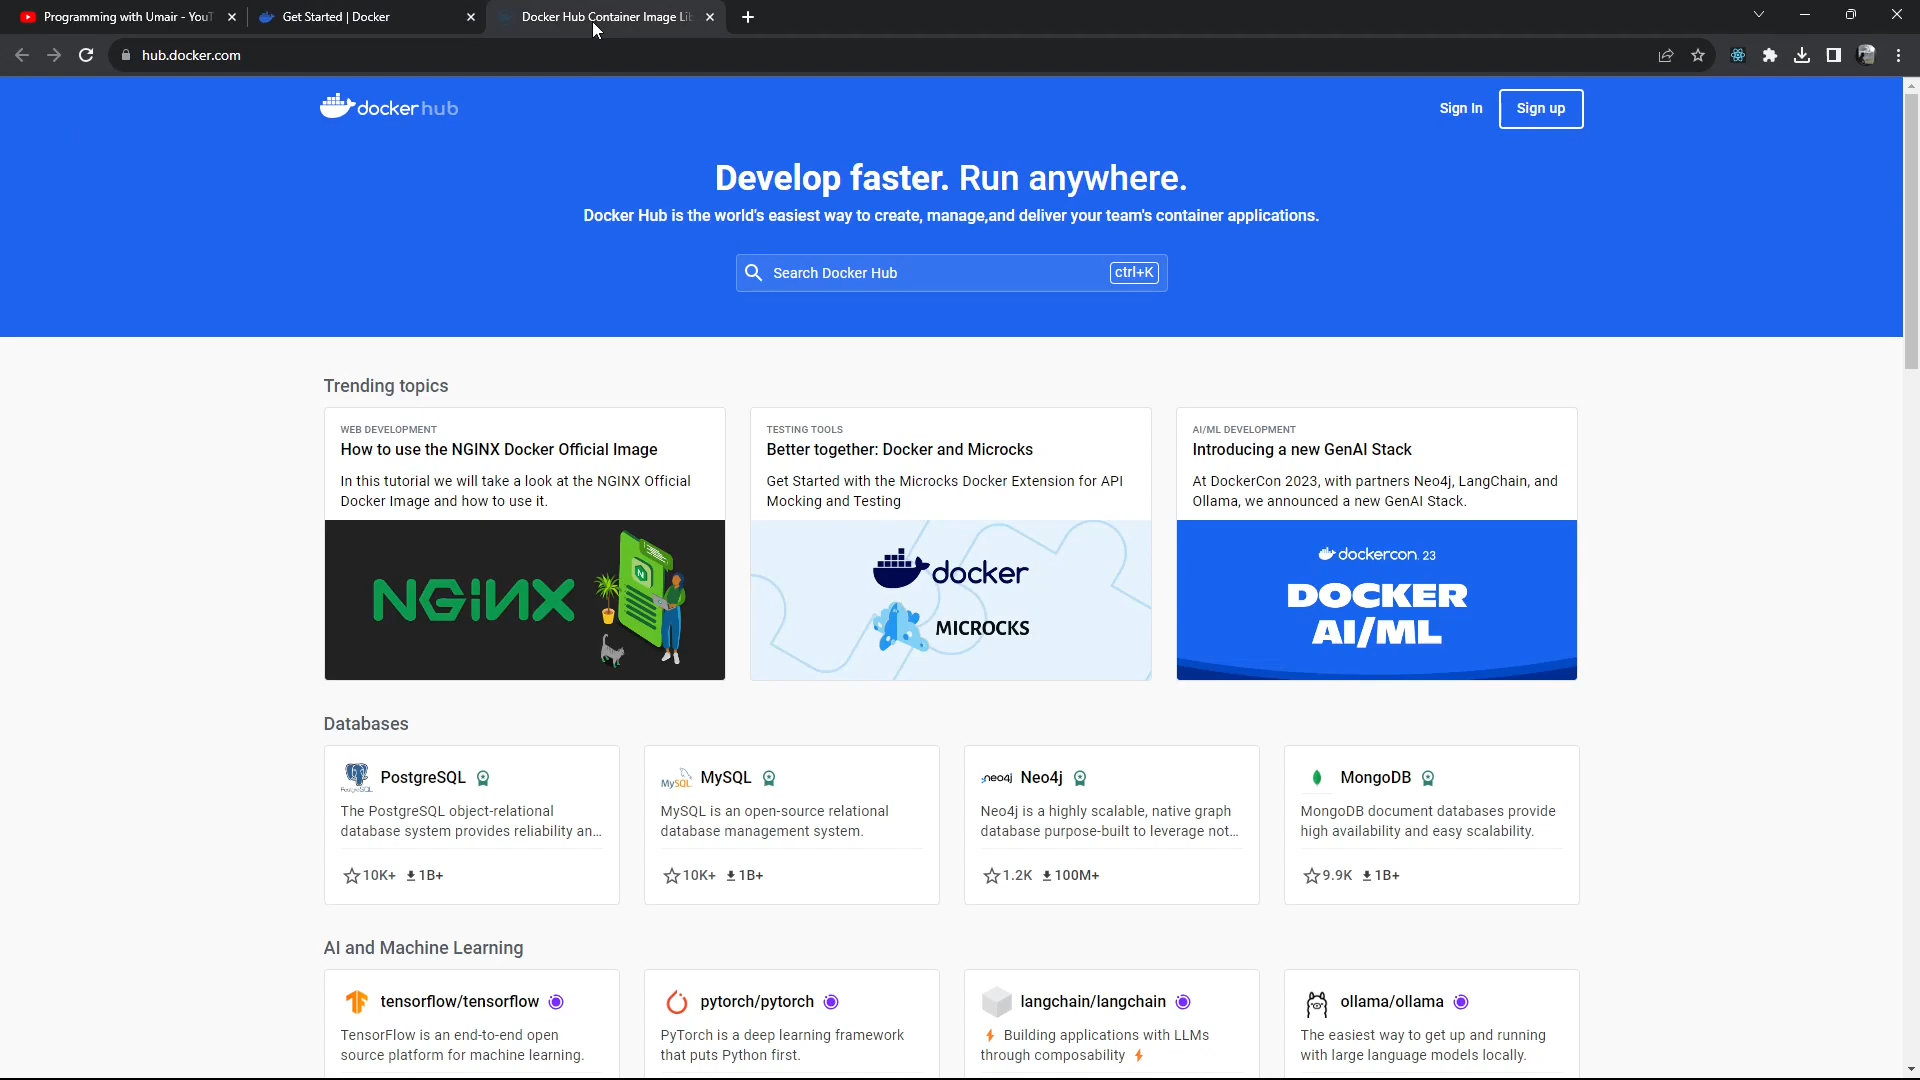 Programming with Umair - YouT
Get Started | Docker
Docker Hub Container Image Lib
hub.docker.com
docker hub
Sign In
Sign up
Develop faster. Run anywhere.
Docker Hub is the world's easiest way to create, manage,and deliver your team's container applications.
Search Docker Hub
ctrl+K
Trending topics
WEB DEVELOPMENT
How to use the NGINX Docker Official Image
In this tutorial we will take a look at the NGINX Official
Docker Image and how to use it.
NGINX
TESTING TOOLS
Better together: Docker and Microcks
Get Started with the Microcks Docker Extension for API
Mocking and Testing
docker
MICROCKS
AI/ML DEVELOPMENT
Introducing a new GenAI Stack
At DockerCon 2023, with partners Neo4j, LangChain, and
Ollama, we announced a new GenAI Stack.
dockercon. 23
DOCKER
AI/ML
Databases
PostgreSQL
The PostgreSQL object-relational
database system provides reliability an...
10K+ 1B+
MySQL
MySQL
MySQL is an open-source relational
database management system.
10K+ 1B+
neo4j
Neo4j
Neo4j is a highly scalable, native graph
database purpose-built to leverage not...
1.2K 100M+
MongoDB
MongoDB document databases provide
high availability and easy scalability.
9.9K 1B+
AI and Machine Learning
tensorflow/tensorflow
TensorFlow is an end-to-end open
source platform for machine learning.
pytorch/pytorch
PyTorch is a deep learning framework
that puts Python first.
langchain/langchain
⚡ Building applications with LLMs
through composability ⚡
ollama/ollama
The easiest way to get up and running
with large language models locally.